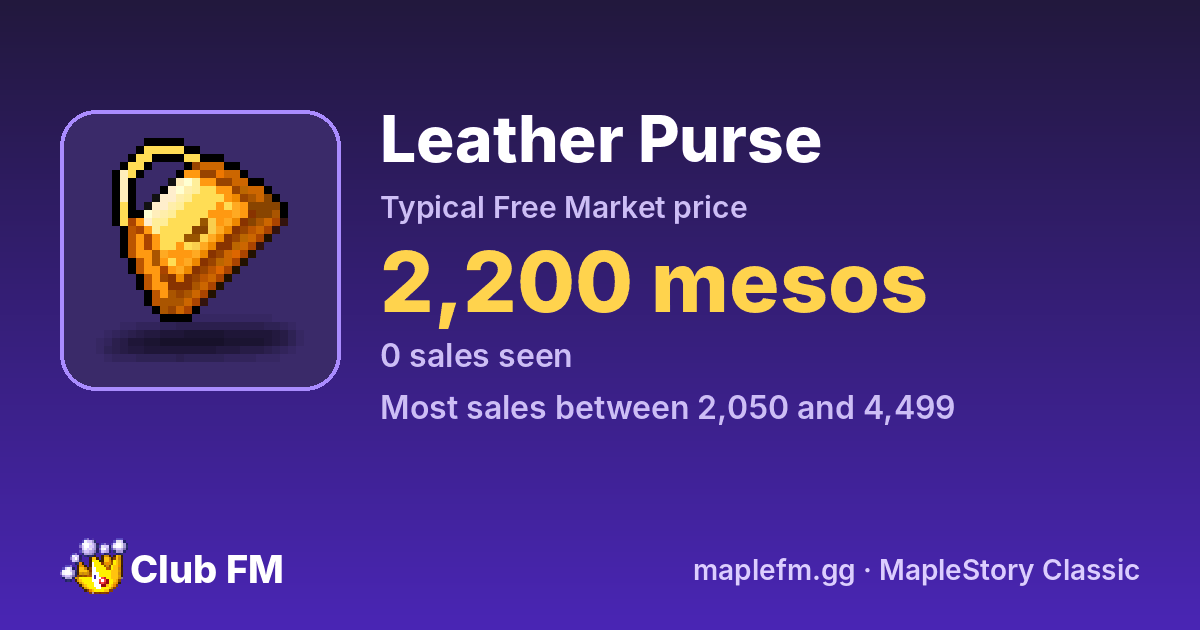 Leather Purse
Typical Free Market price
2,200 mesos
0 sales seen
Most sales between 2,050 and 4,499
Club FM
maplefm.gg · MapleStory Classic